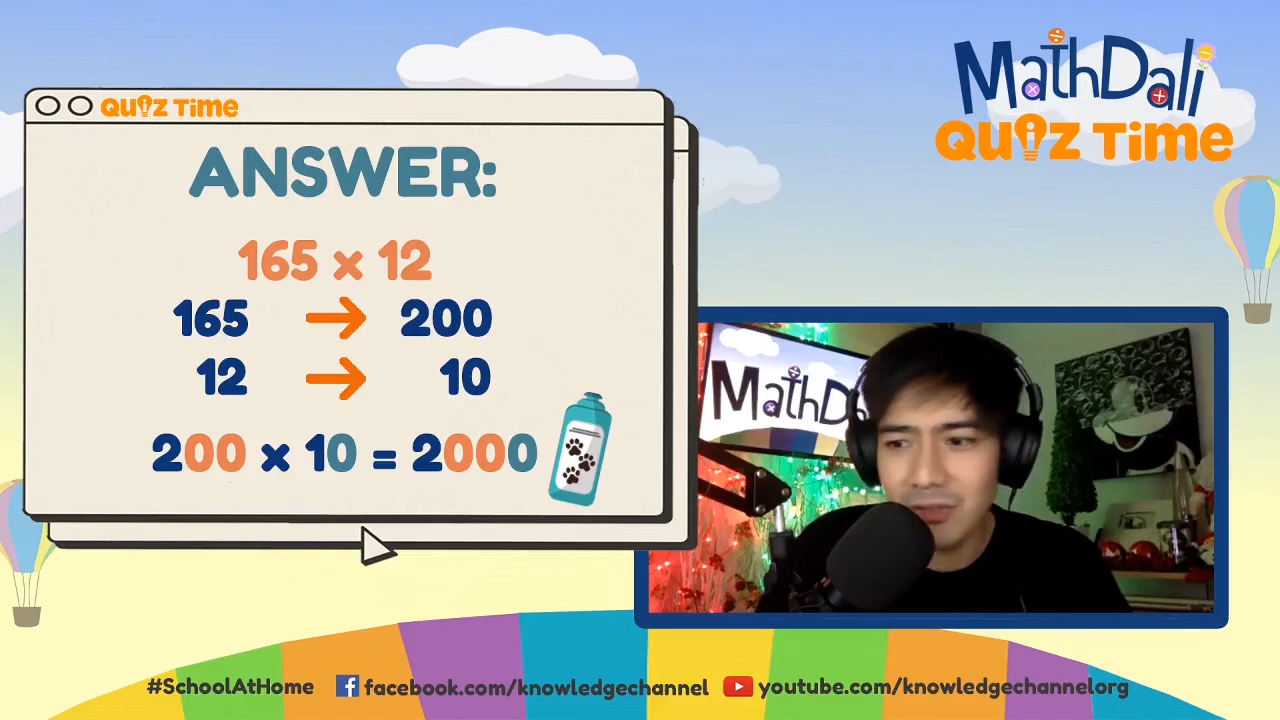 MathDali
QUIZ TIME
QUIZ TIME
ANSWER:
165 × 12
165 → 200
12 → 10
200 × 10 = 2000
MathDa
#SchoolAtHome facebook.com/knowledgechannel youtube.com/knowledgechannelorg